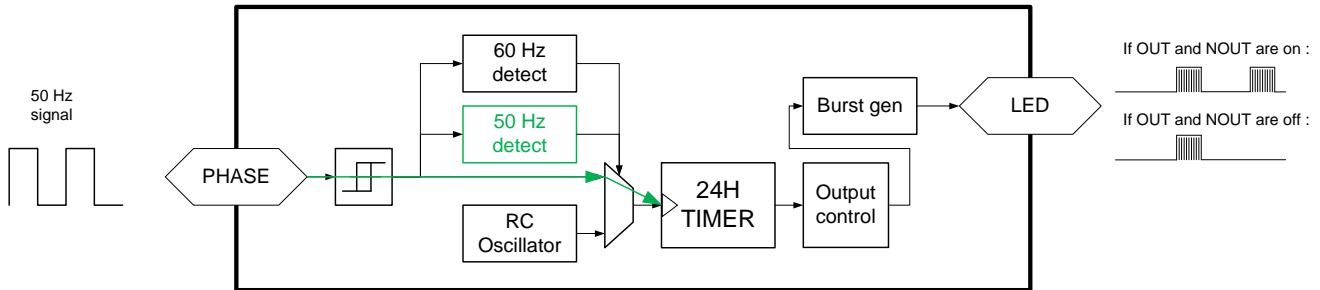 50 Hz
signal
PHASE
60 Hz
detect
50 Hz
detect
RC
Oscillator
24H
TIMER
Output
control
Burst gen
LED
If OUT and NOUT are on :
If OUT and NOUT are off :